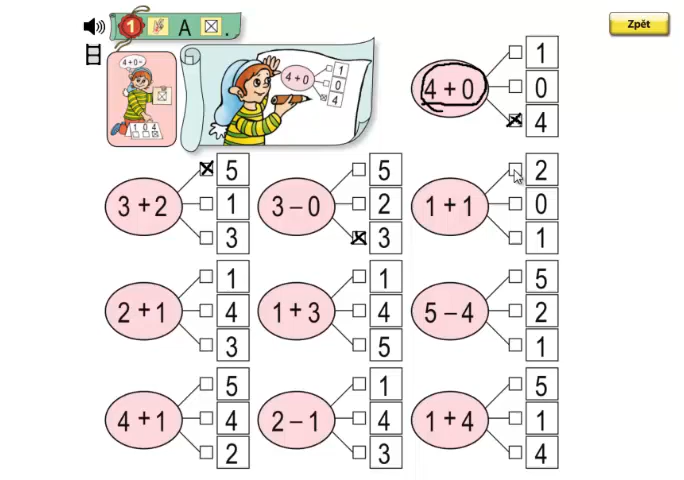 1 A .
Zpět
4+0=
1 0 4
4+0 1 0 4
4+0 1 0 4
3+2 5 1 3
3−0 5 2 3
1+1 2 0 1
2+1 1 4 3
1+3 1 4 5
5−4 5 2 1
4+1 5 4 2
2−1 1 4 3
1+4 5 1 4